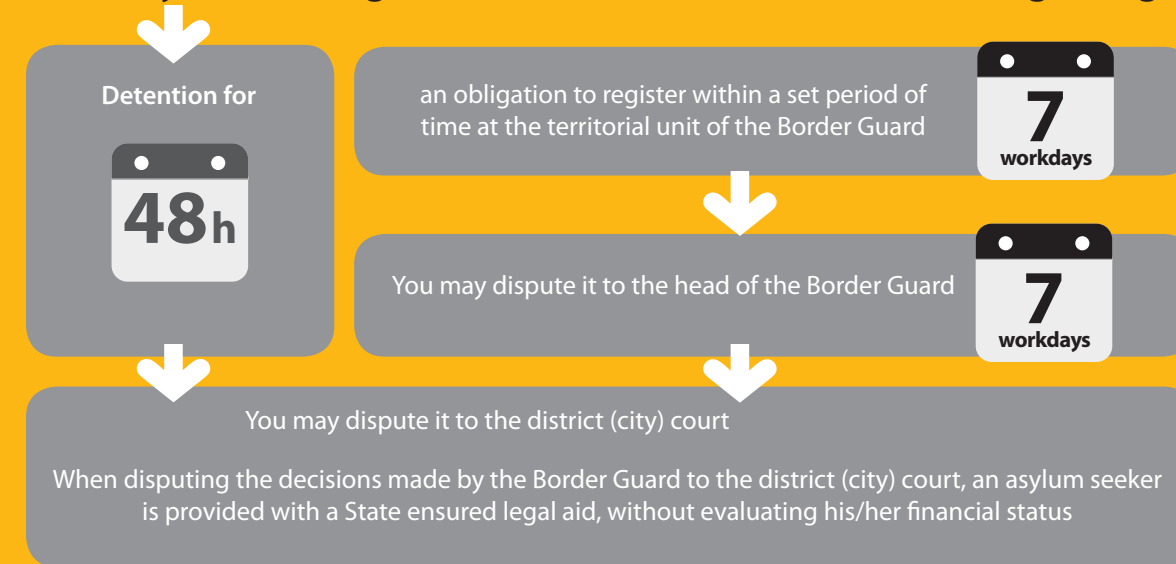 Detention for
48h
an obligation to register within a set period of
time at the territorial unit of the Border Guard
7
workdays
You may dispute it to the head of the Border Guard
7
workdays
You may dispute it to the district (city) court
When disputing the decisions made by the Border Guard to the district (city) court, an asylum seeker
is provided with a State ensured legal aid, without evaluating his/her financial status